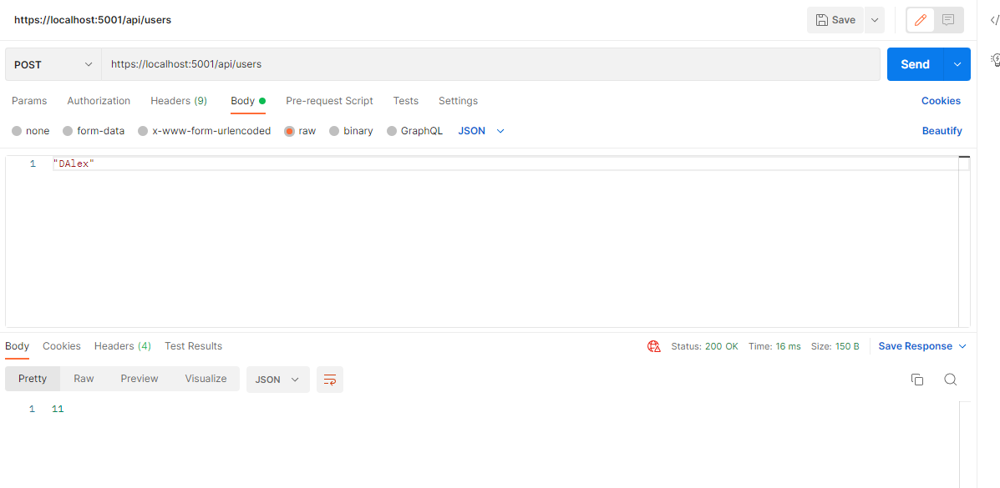 https://localhost:5001/api/users Save
POST https://localhost:5001/api/users Send
Params Authorization Headers (9) Body Pre-request Script Tests Settings Cookies
none form-data x-www-form-urlencoded raw binary GraphQL JSON Beautify
1 "DAlex"
Body Cookies Headers (4) Test Results Status: 200 OK Time: 16 ms Size: 150 B Save Response
Pretty Raw Preview Visualize JSON
1 11